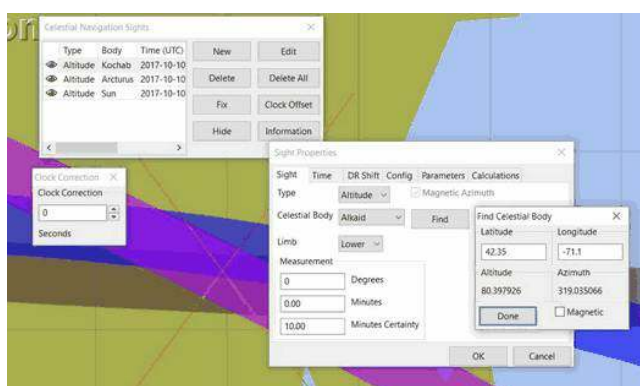 on
Celestial Navigation Sights
Type Body Time (UTC)
Altitude Kochab 2017-10-10
Altitude Arcturus 2017-10-10
Altitude Sun 2017-10-10
New Edit
Delete Delete All
Fix Clock Offset
Hide Information
Clock Correction
Clock Correction
0
Seconds
Sight Properties
Sight Time DR Shift Config Parameters Calculations
Type Altitude Magnetic Azimuth
Celestial Body Alkaid Find
Limb Lower
Measurement
0 Degrees
0.00 Minutes
10.00 Minutes Certainty
OK Cancel
Find Celestial Body
Latitude Longitude
42.35 -71.1
Altitude Azimuth
80.397926 319.035066
Done Magnetic